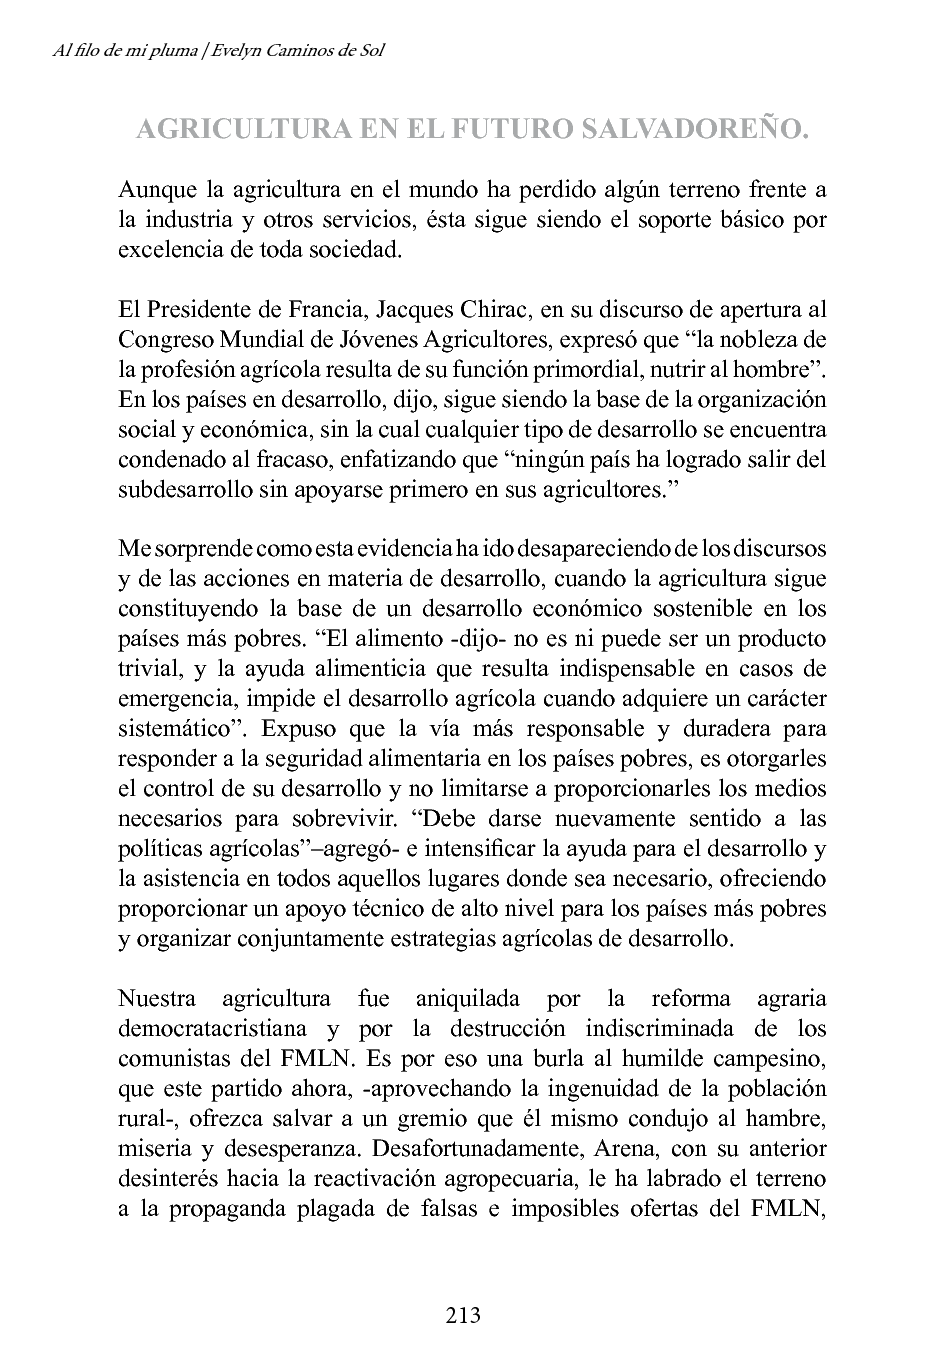 Al filo de mi pluma | Evelyn Caminos de Sol
AGRICULTURA EN EL FUTURO SALVADOREÑO.
Aunque la agricultura en el mundo ha perdido algún terreno frente a
la industria y otros servicios, ésta sigue siendo el soporte básico por
excelencia de toda sociedad.
El Presidente de Francia, Jacques Chirac, en su discurso de apertura al
Congreso Mundial de Jóvenes Agricultores, expresó que “la nobleza de
la profesión agrícola resulta de su función primordial, nutrir al hombre”.
En los países en desarrollo, dijo, sigue siendo la base de la organización
social y económica, sin la cual cualquier tipo de desarrollo se encuentra
condenado al fracaso, enfatizando que “ningún país ha logrado salir del
subdesarrollo sin apoyarse primero en sus agricultores.”
Me sorprende como esta evidencia ha ido desapareciendo de los discursos
y de las acciones en materia de desarrollo, cuando la agricultura sigue
constituyendo la base de un desarrollo económico sostenible en los
países más pobres. “El alimento -dijo- no es ni puede ser un producto
trivial, y la ayuda alimenticia que resulta indispensable en casos de
emergencia, impide el desarrollo agrícola cuando adquiere un carácter
sistemático”. Expuso que la vía más responsable y duradera para
responder a la seguridad alimentaria en los países pobres, es otorgarles
el control de su desarrollo y no limitarse a proporcionarles los medios
necesarios para sobrevivir. “Debe darse nuevamente sentido a las
políticas agrícolas”–agregó- e intensificar la ayuda para el desarrollo y
la asistencia en todos aquellos lugares donde sea necesario, ofreciendo
proporcionar un apoyo técnico de alto nivel para los países más pobres
y organizar conjuntamente estrategias agrícolas de desarrollo.
Nuestra agricultura fue aniquilada por la reforma agraria
democratacristiana y por la destrucción indiscriminada de los
comunistas del FMLN. Es por eso una burla al humilde campesino,
que este partido ahora, -aprovechando la ingenuidad de la población
rural-, ofrezca salvar a un gremio que él mismo condujo al hambre,
miseria y desesperanza. Desafortunadamente, Arena, con su anterior
desinterés hacia la reactivación agropecuaria, le ha labrado el terreno
a la propaganda plagada de falsas e imposibles ofertas del FMLN,
213